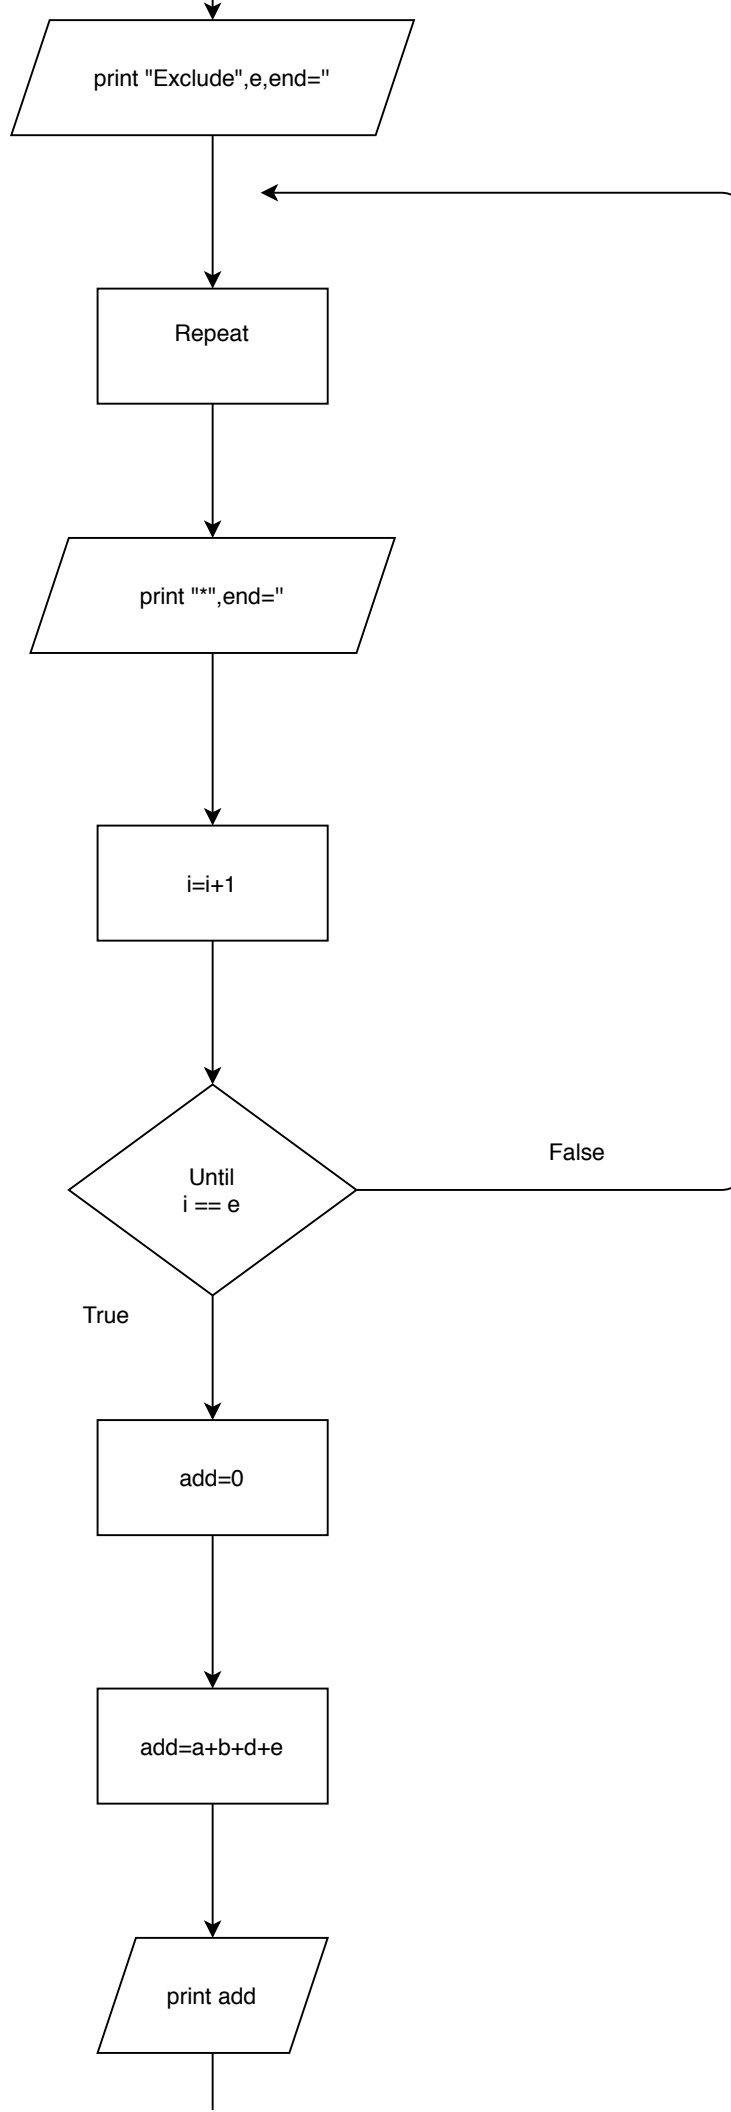 print "Exclude",e,end=''
Repeat
print "*",end=''
i=i+1
Until
i == e
False
True
add=0
add=a+b+d+e
print add